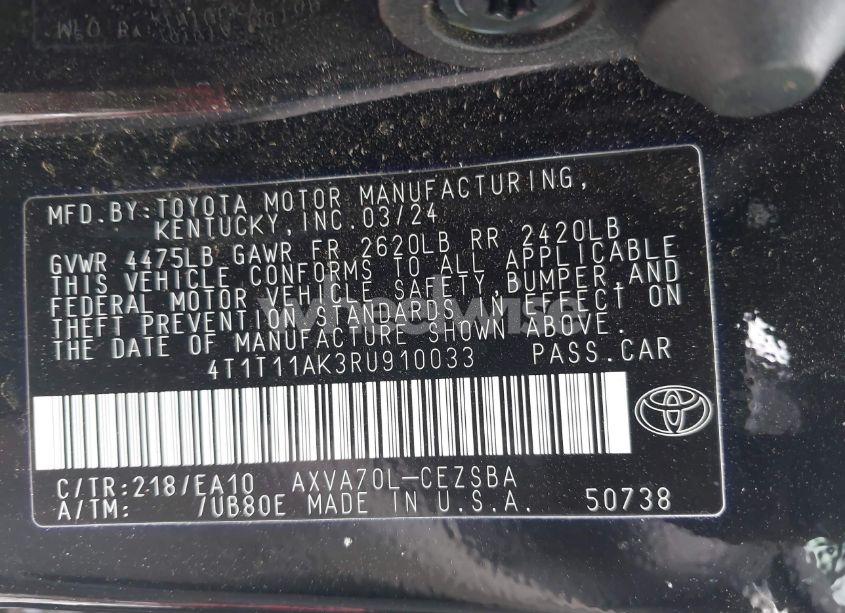 MFD.BY:TOYOTA MOTOR MANUFACTURING,
KENTUCKY, INC. 03/24
GVWR 4475LB GAWR FR 2620LB RR 2420LB
THIS VEHICLE CONFORMS TO ALL APPLICABLE
FEDERAL MOTOR VEHICLE SAFETY, BUMPER, AND
THEFT PREVENTION STANDARDS IN EFFECT ON
THE DATE OF MANUFACTURE SHOWN ABOVE.
4T1T11AK3RU910033 PASS.CAR
C/TR:218/EA10 AXVA70L-CEZSBA
A/TM: /UB80E MADE IN U.S.A. 50738